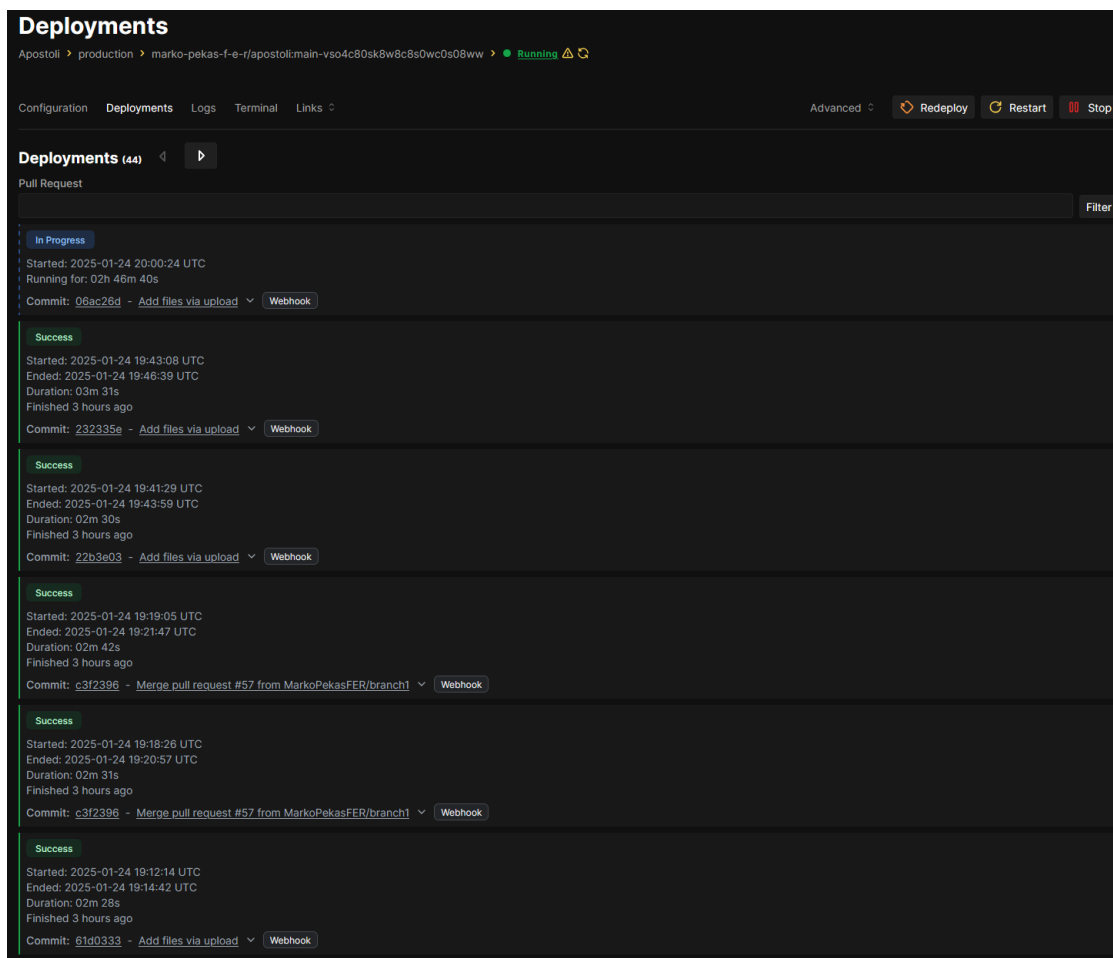 Deployments
Apostoli > production > marko-pekas-f-e-r/apostoli:main-vso4c80sk8w8c8s0wc0s08ww > Running
Configuration Deployments Logs Terminal Links Advanced Redeploy Restart Stop
Deployments (44)
Pull Request
Filter
In Progress
Started: 2025-01-24 20:00:24 UTC
Running for: 02h 46m 40s
Commit: 06ac26d - Add files via upload Webhook
Success
Started: 2025-01-24 19:43:08 UTC
Ended: 2025-01-24 19:46:39 UTC
Duration: 03m 31s
Finished 3 hours ago
Commit: 232335e - Add files via upload Webhook
Success
Started: 2025-01-24 19:41:29 UTC
Ended: 2025-01-24 19:43:59 UTC
Duration: 02m 30s
Finished 3 hours ago
Commit: 22b3e03 - Add files via upload Webhook
Success
Started: 2025-01-24 19:19:05 UTC
Ended: 2025-01-24 19:21:47 UTC
Duration: 02m 42s
Finished 3 hours ago
Commit: c3f2396 - Merge pull request #57 from MarkoPekasFER/branch1 Webhook
Success
Started: 2025-01-24 19:18:26 UTC
Ended: 2025-01-24 19:20:57 UTC
Duration: 02m 31s
Finished 3 hours ago
Commit: c3f2396 - Merge pull request #57 from MarkoPekasFER/branch1 Webhook
Success
Started: 2025-01-24 19:12:14 UTC
Ended: 2025-01-24 19:14:42 UTC
Duration: 02m 28s
Finished 3 hours ago
Commit: 61d0333 - Add files via upload Webhook